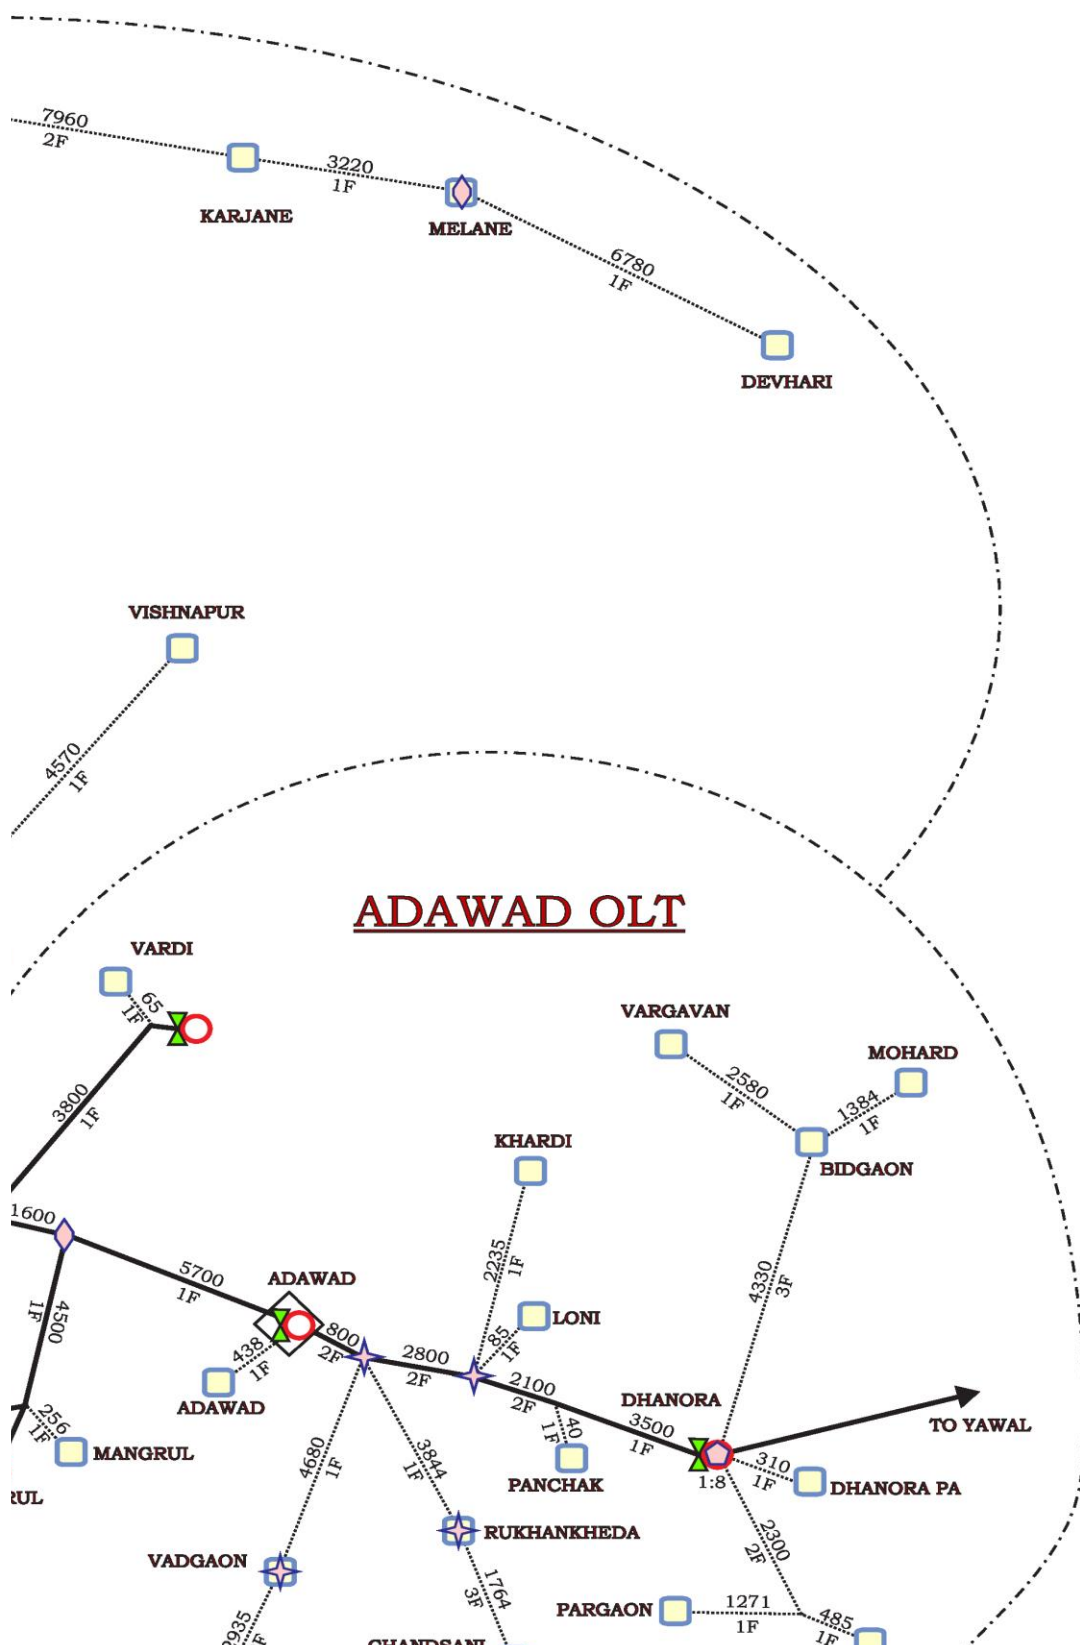 7960
2F
3220
1F
KARJANE
MELANE
6780
1F
DEVHARI
VISHNAPUR
4570
1F
ADAWAD OLT
VARDI
65
1F
VARGAVAN
MOHARD
2580
1F
1384
1F
3800
1F
KHARDI
BIDGAON
1600
2235
1F
5700
1F
ADAWAD
4330
3F
4500
1F
LONI
85
1F
800
2F
438
1F
2800
2F
2100
2F
DHANORA
ADAWAD
3500
1F
TO YAWAL
256
1F
MANGRUL
40
1F
4680
1F
3844
1F
310
1F
PANCHAK
1:8
DHANORA PA
RUL
2300
2F
RUKHANKHEDA
VADGAON
1764
3F
PARGAON
1271
1F
485
1F
2935
F
CHANDSANI